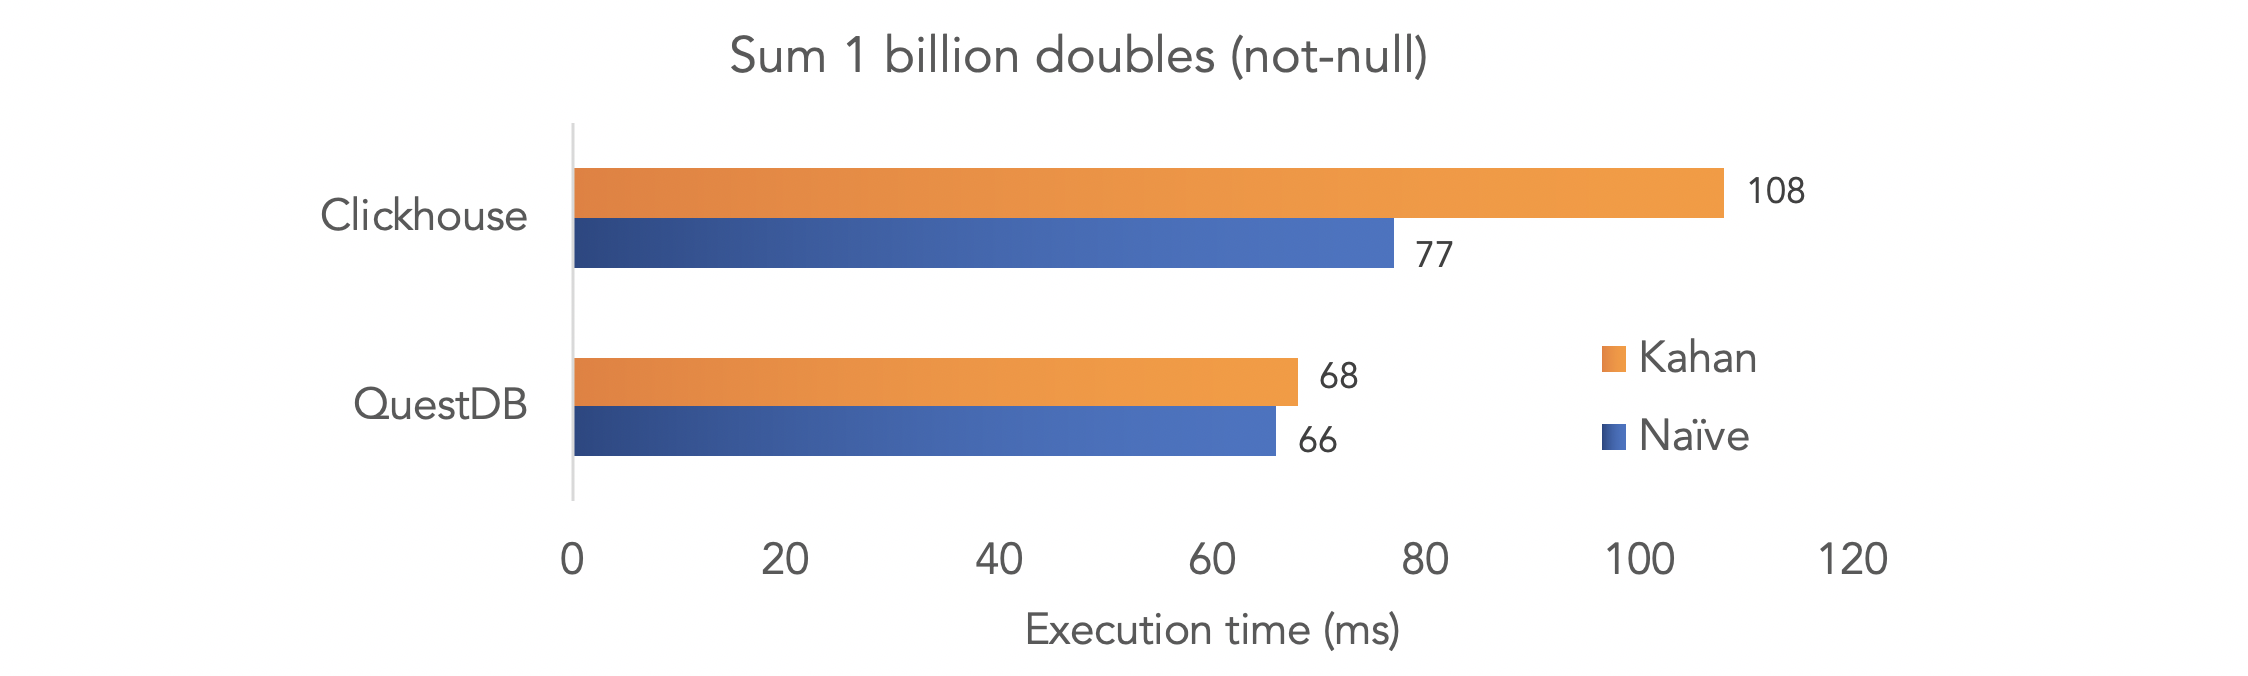 Sum 1 billion doubles (not-null)
Clickhouse
108
77
QuestDB
68
66
Kahan
Naïve
0 20 40 60 80 100 120
Execution time (ms)